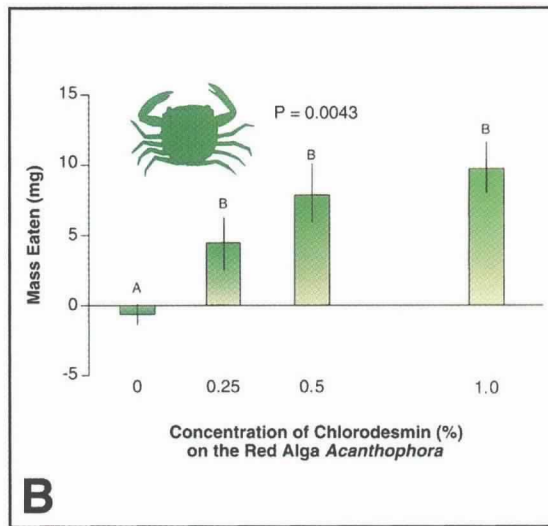 15
P = 0.0043
B
B
10
B
Mass Eaten (mg)
5
A
0
-5
0 0.25 0.5 1.0
Concentration of Chlorodesmin (%)
on the Red Alga Acanthophora
B